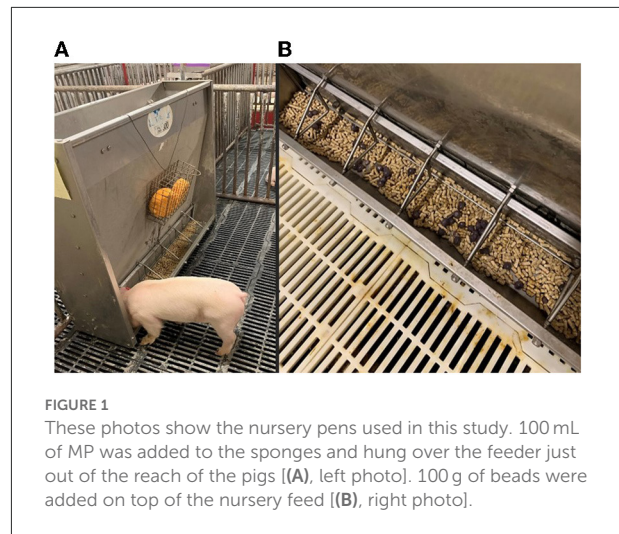 A
B
FIGURE 1
These photos show the nursery pens used in this study. 100 mL
of MP was added to the sponges and hung over the feeder just
out of the reach of the pigs [(A), left photo]. 100 g of beads were
added on top of the nursery feed [(B), right photo].